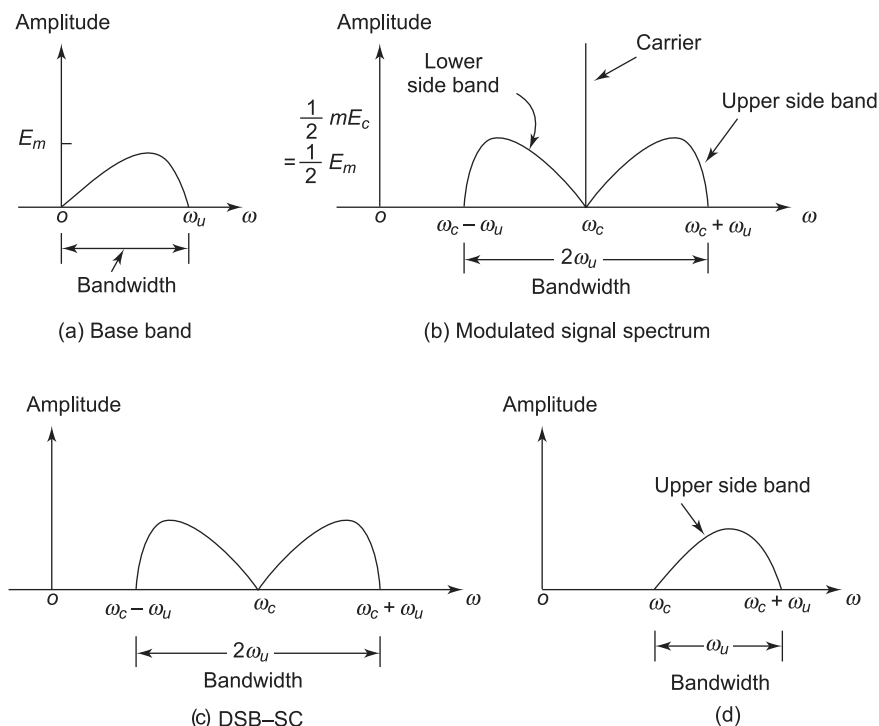 Amplitude
E_m
o
ω_u
ω
Bandwidth
(a) Base band
Amplitude
1/2 mE_c
= 1/2 E_m
Lower
side band
Carrier
Upper side band
o
ω_c – ω_u
ω_c
ω_c + ω_u
ω
2ω_u
Bandwidth
(b) Modulated signal spectrum
Amplitude
o
ω_c – ω_u
ω_c
ω_c + ω_u
ω
2ω_u
Bandwidth
(c) DSB–SC
Amplitude
Upper side band
o
ω_c
ω_c + ω_u
ω
ω_u
Bandwidth
(d)